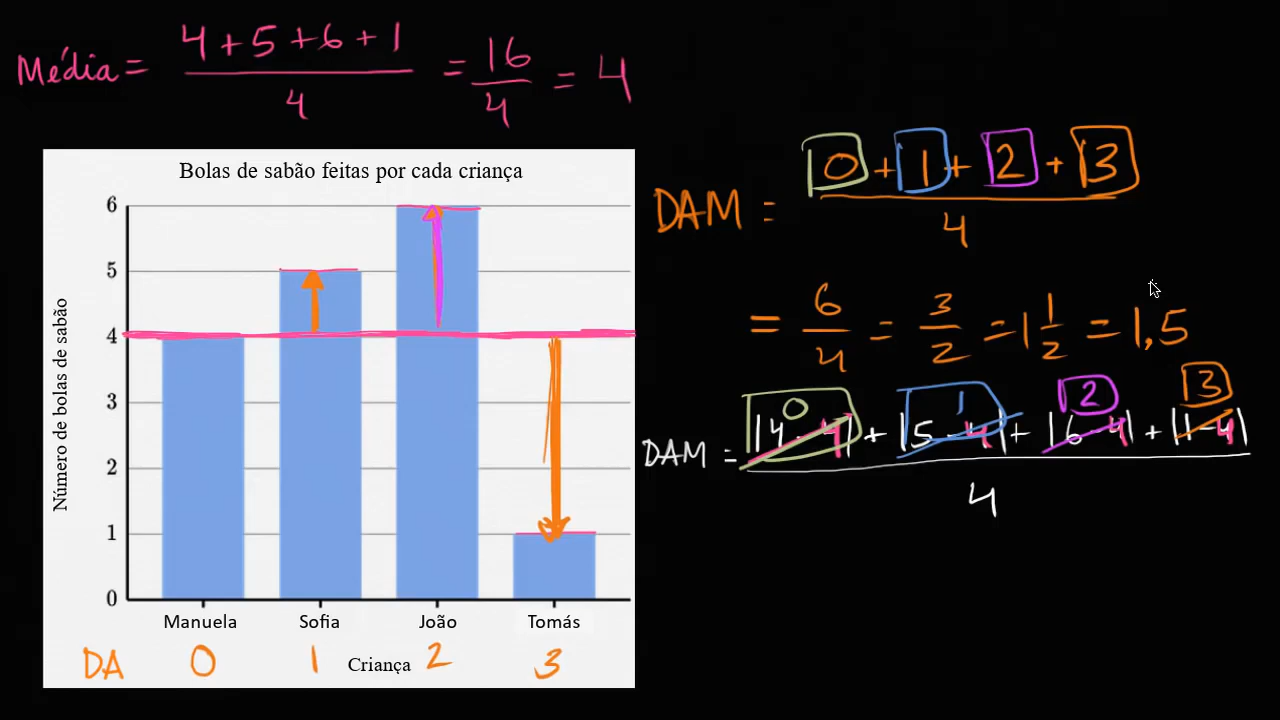 Média = 4 + 5 + 6 + 1 / 4 = 16 / 4 = 4
DAM = |0 + |1 + |2 + |3 / 4
= 6 / 4 = 3 / 2 = 1 1/2 = 1,5
0 1 2 3
DAM = |4 - 4| + |5 - 4| + |6 - 4| + |1 - 4| / 4
Bolas de sabão feitas por cada criança
Número de bolas de sabão
6
5
4
3
2
1
0
Manuela Sofia João Tomás
Criança
DA 0 1 2 3